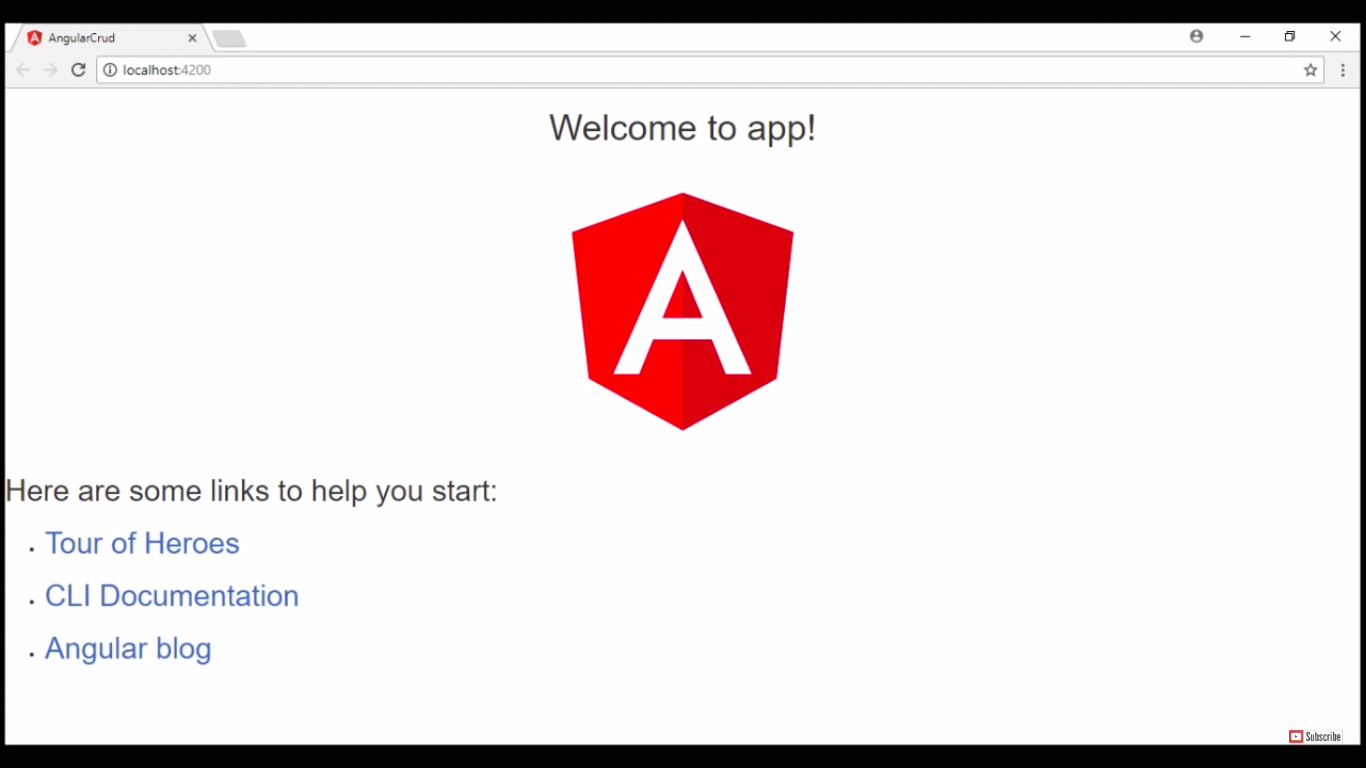 AngularCrud
localhost:4200
Welcome to app!
A
Here are some links to help you start:
Tour of Heroes
CLI Documentation
Angular blog
Subscribe